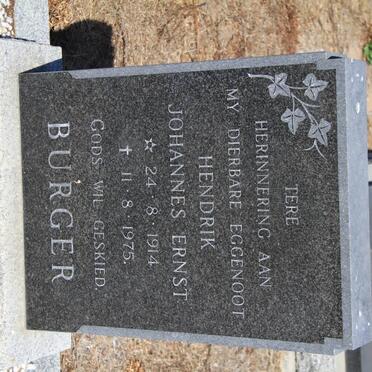 TERE
HERINNERING AAN
MY DIERBARE EGGENOOT
HENDRIK
JOHANNES ERNST
☆ 24·8·1914
✝ 11·8·1975.
GODS WIL GESKIED.
BURGER